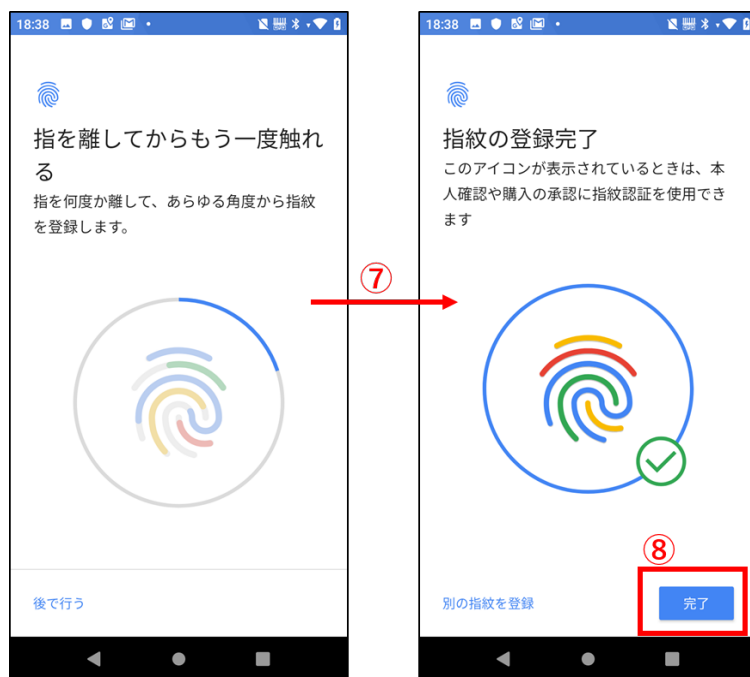 18:38
指を離してからもう一度触れ
る
指を何度か離して、あらゆる角度から指紋
を登録します。
後で行う
⑦
18:38
指紋の登録完了
このアイコンが表示されているときは、本
人確認や購入の承認に指紋認証を使用でき
ます
⑧
別の指紋を登録
完了